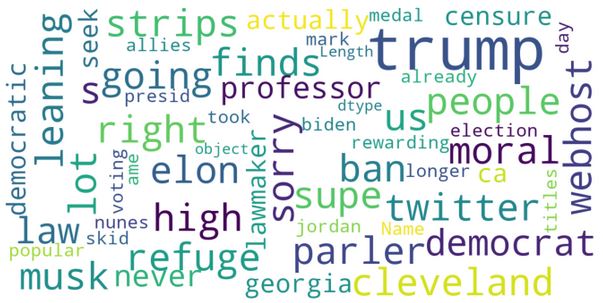 strips
actually
medal
censure
leaning
seek
allies
mark
Length
trump
day
finds
going
s
professor
already
presid
dtype
people
democratic
right
took
biden
us
election
webhost
object
rewarding
moral
lot
voting
ame
elon
lawmaker
sorry
ban
longer
ca
supe
titles
law
nunes
high
twitter
skid
jordan
Name
popular
refuge
parler
democrat
musk
never
georgia
cleveland